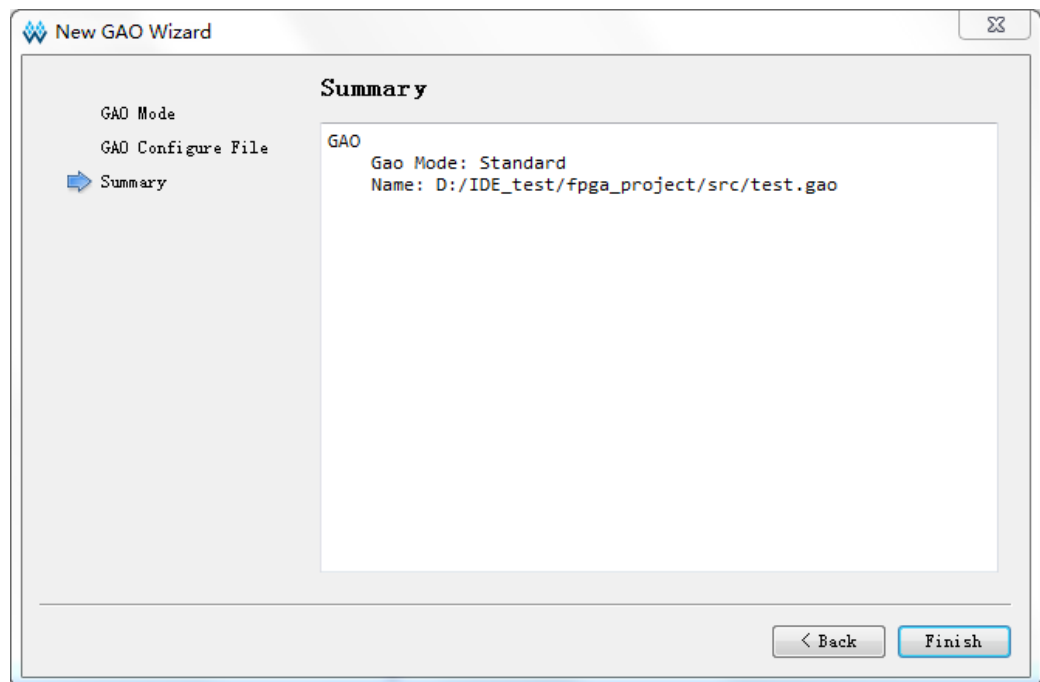 New GAO Wizard
GAO Mode
GAO Configure File
Summary
Summary
GAO
Gao Mode: Standard
Name: D:/IDE_test/fpga_project/src/test.gao
< Back
Finish